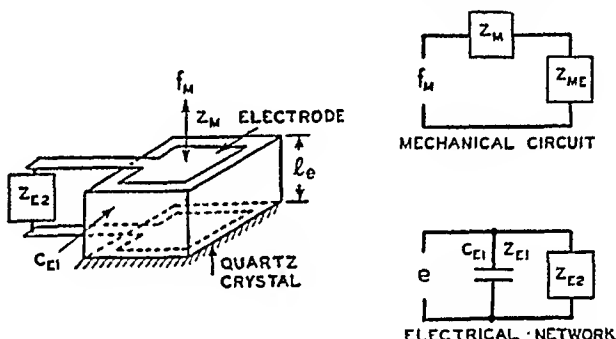 f_M
Z_M
ELECTRODE
ℓ_e
Z_E2
C_E1
QUARTZ
CRYSTAL
Z_M
f_M
Z_ME
MECHANICAL CIRCUIT
e
C_E1
Z_E1
Z_E2
ELECTRICAL · NETWORK